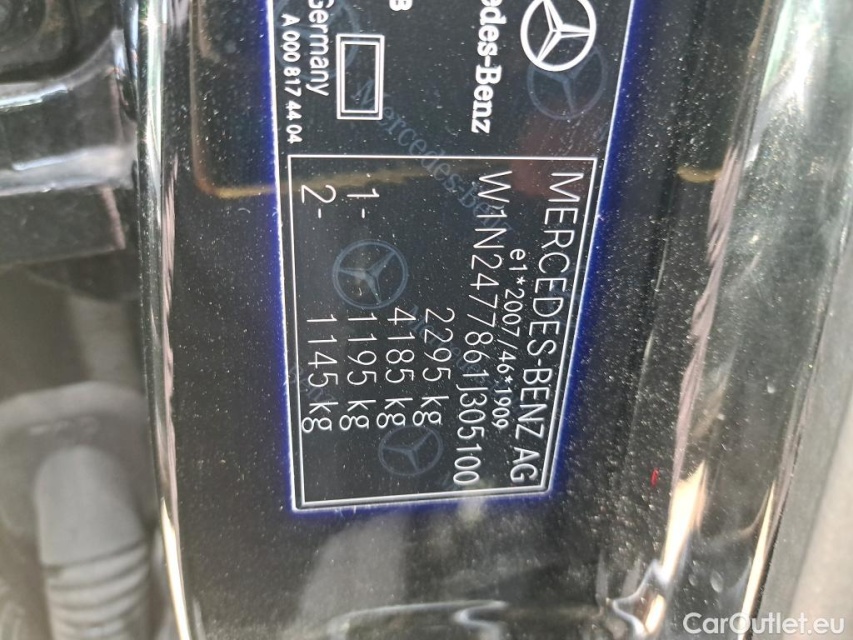 Mercedes-Benz
Germany
A 000 817 44 04
MERCEDES-BENZ AG
e1*2007/46*1909
W1N2477861J305100
2295 kg
4185 kg
1- 1195 kg
2- 1145 kg
CarOutlet.eu